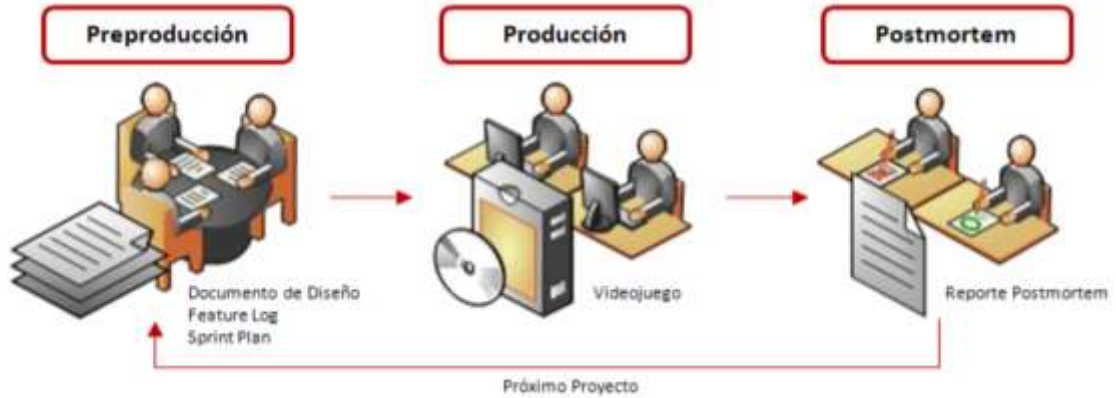 Preproducción
Producción
Postmortem
Documento de Diseño
Feature Log
Sprint Plan
Videojuego
Reporte Postmortem
Próximo Proyecto